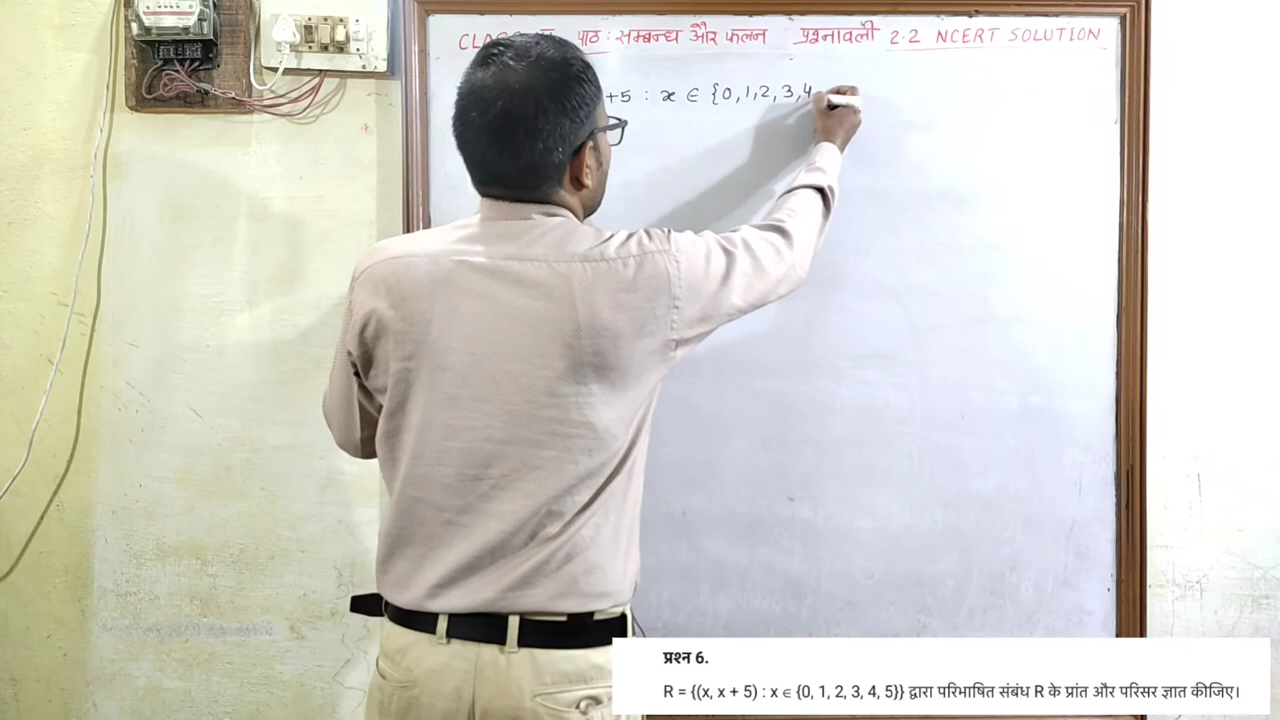 पाठ : सम्बन्ध और फलन प्रश्नावली 2.2 NCERT SOLUTION
+5 : x ∈ {0,1,2,3,4
प्रश्न 6.
R = {(x, x + 5) : x ∈ {0, 1, 2, 3, 4, 5}} द्वारा परिभाषित संबंध R के प्रांत और परिसर ज्ञात कीजिए।